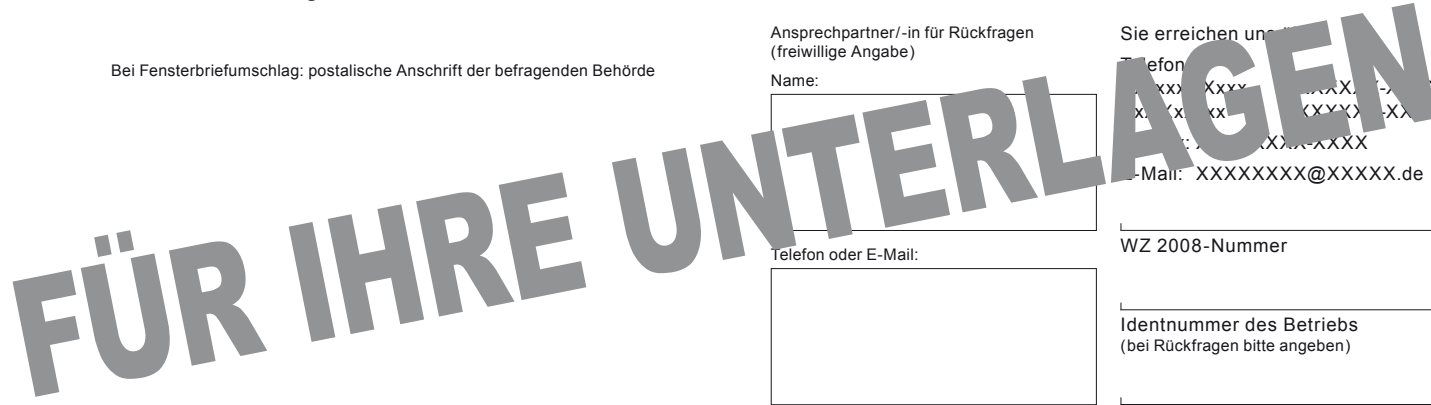 Bei Fensterbriefumschlag: postalische Anschrift der befragenden Behörde
Ansprechpartner/-in für Rückfragen
(freiwillige Angabe)
Name:
Telefon oder E-Mail:
Sie erreichen uns
Telefon
E-Mail: XXXXXXXX@XXXXX.de
WZ 2008-Nummer
Identnummer des Betriebs
(bei Rückfragen bitte angeben)
FÜR IHRE UNTERLAGEN